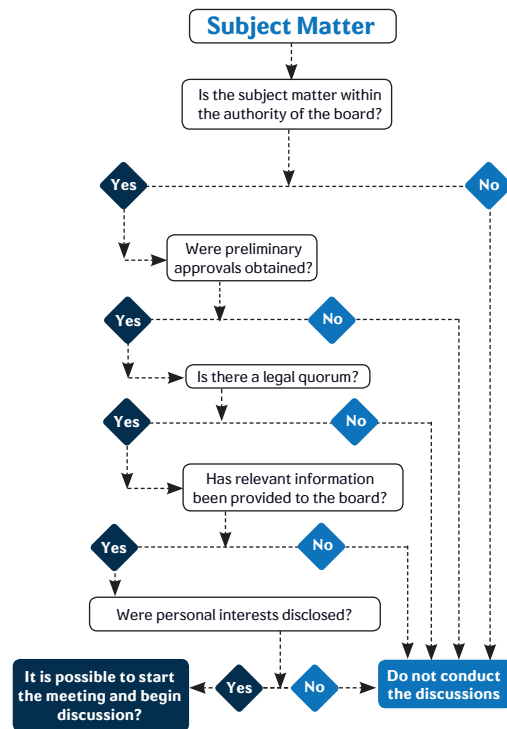 Subject Matter
Is the subject matter within
the authority of the board?
Yes
No
Were preliminary
approvals obtained?
Yes
No
Is there a legal quorum?
Yes
No
Has relevant information
been provided to the board?
Yes
No
Were personal interests disclosed?
It is possible to start
the meeting and begin
discussion?
Yes
No
Do not conduct
the discussions